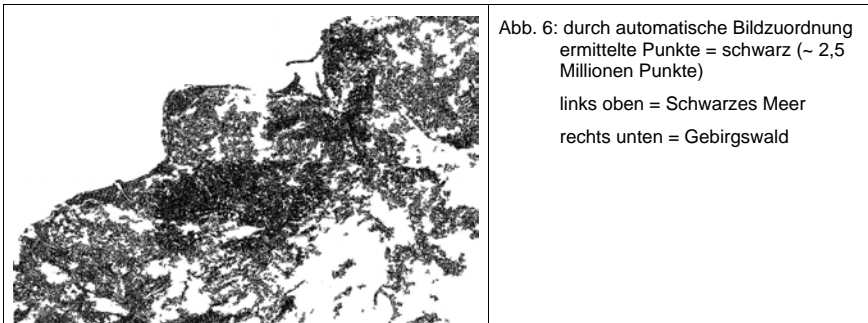 Abb. 6: durch automatische Bildzuordnung
ermittelte Punkte = schwarz (~ 2,5
Millionen Punkte)
links oben = Schwarzes Meer
rechts unten = Gebirgswald